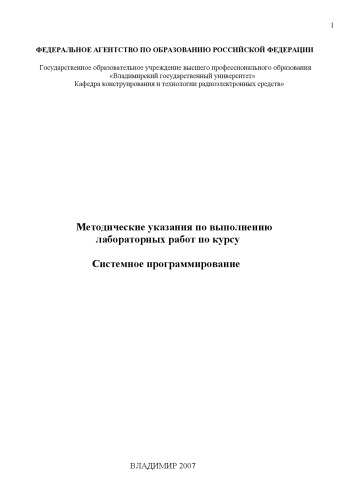 1
ФЕДЕРАЛЬНОЕ АГЕНТСТВО ПО ОБРАЗОВАНИЮ РОССИЙСКОЙ ФЕДЕРАЦИИ
Государственное образовательное учреждение высшего профессионального образования
«Владимирский государственный университет»
Кафедра конструирования и технологии радиоэлектронных средств»
Методические указания по выполнению
лабораторных работ по курсу
Системное программирование
ВЛАДИМИР 2007